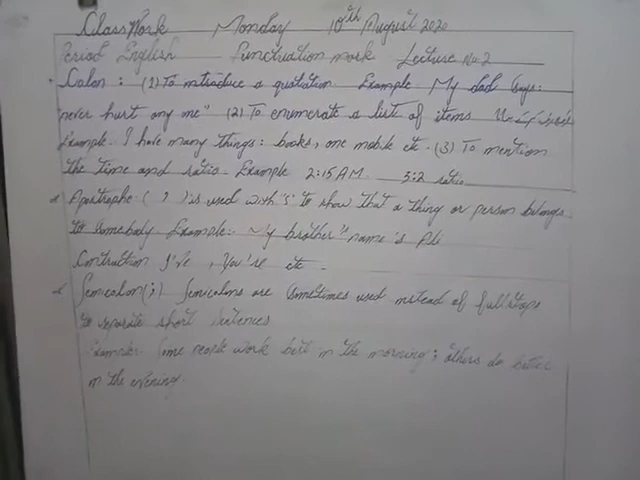 ClassWork Monday 10th August 2020
Period English Punctuation mark Lecture No 2
Colon : (1) To introduce a quotation Example My dad says:
"never hurt any one" (2) To enumerate a list of items
Example. I have many things: books, one mobile etc. (3) To mention
the time and ratio. Example 2:15 AM 3:2 ratio
Apostrophe ( ' ) is used with 's' to show that a thing or person belongs
to somebody Example:- My brother" name's Ali
Contraction I've, You're etc -
Semicolon (;) Semicolons are sometimes used instead of full stops
to separate short sentences
Example: Some people work best in the morning; others do better
in the evening.